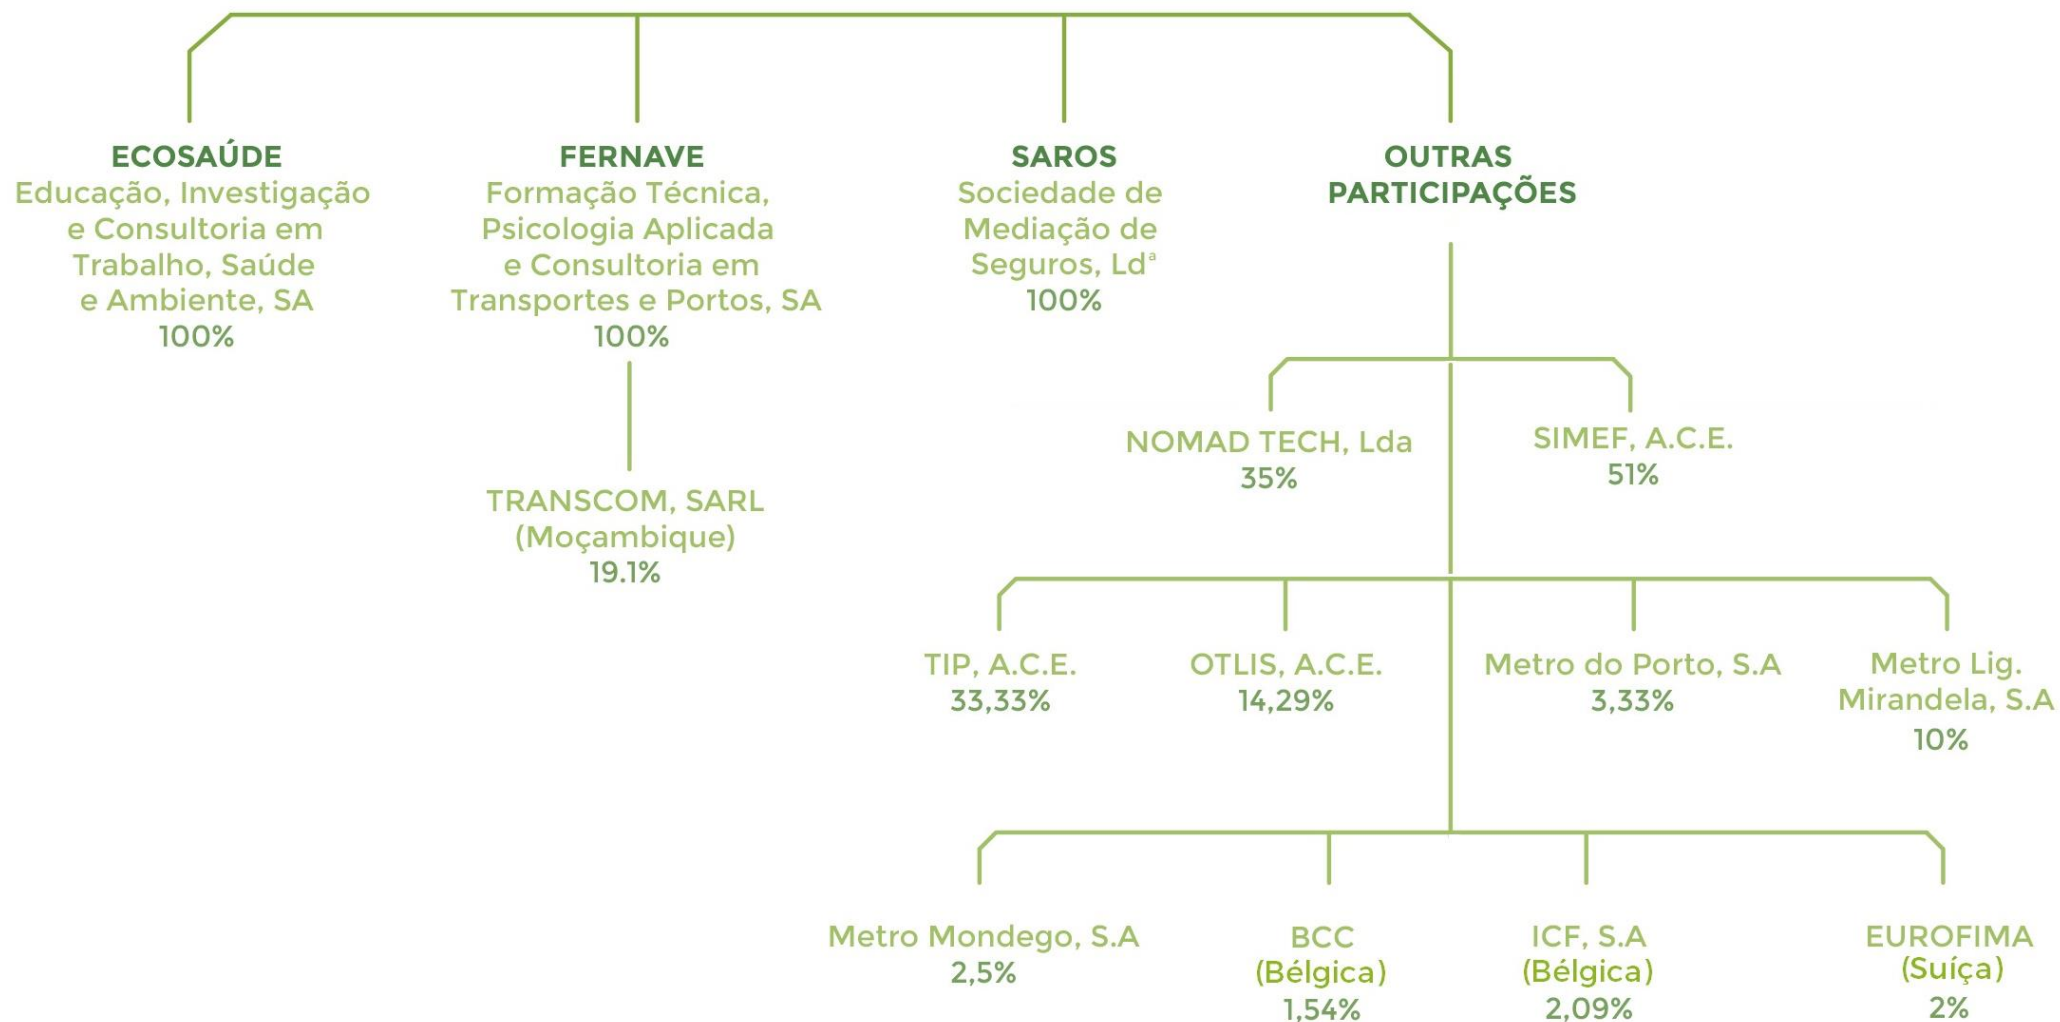 ECOSAÚDE
Educação, Investigação
e Consultoria em
Trabalho, Saúde
e Ambiente, SA
100%
FERNAVE
Formação Técnica,
Psicologia Aplicada
e Consultoria em
Transportes e Portos, SA
100%
TRANSCOM, SARL
(Moçambique)
19.1%
SAROS
Sociedade de
Mediação de
Seguros, Ldª
100%
OUTRAS
PARTICIPAÇÕES
NOMAD TECH, Lda
35%
SIMEF, A.C.E.
51%
TIP, A.C.E.
33,33%
OTLIS, A.C.E.
14,29%
Metro do Porto, S.A
3,33%
Metro Lig.
Mirandela, S.A
10%
Metro Mondego, S.A
2,5%
BCC
(Bélgica)
1,54%
ICF, S.A
(Bélgica)
2,09%
EUROFIMA
(Suíça)
2%